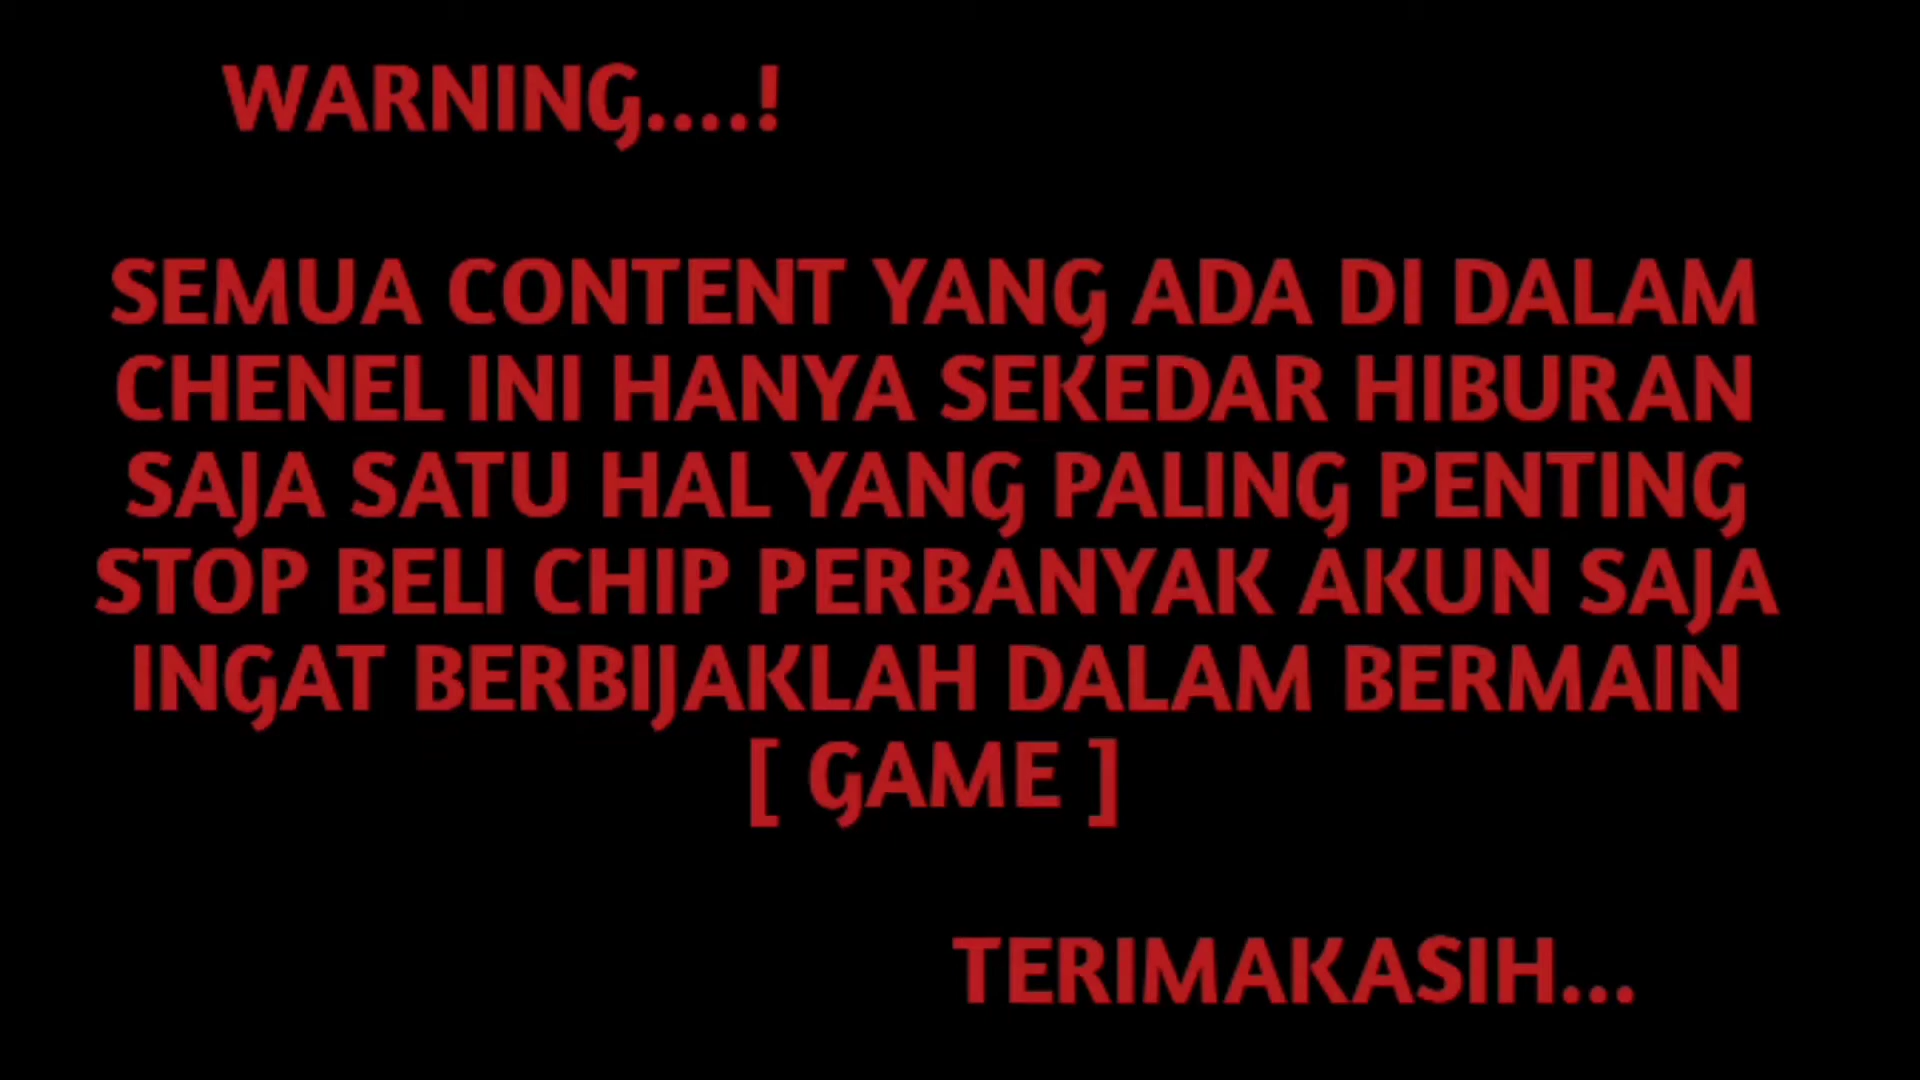 WARNING....!
SEMUA CONTENT YANG ADA DI DALAM
CHENEL INI HANYA SEKEDAR HIBURAN
SAJA SATU HAL YANG PALING PENTING
STOP BELI CHIP PERBANYAK AKUN SAJA
INGAT BERBIJAKLAH DALAM BERMAIN
[ GAME ]
TERIMAKASIH...